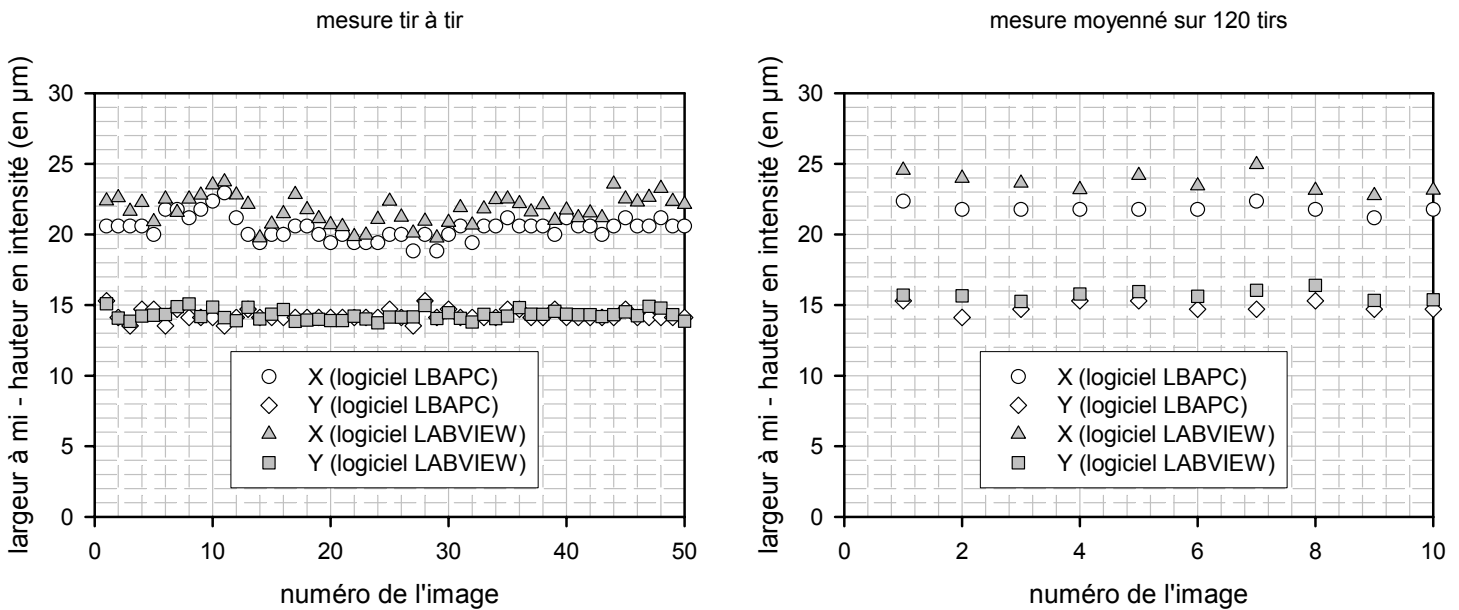 mesure tir à tir
largeur à mi - hauteur en intensité (en µm)
30
25
20
15
10
5
0
X (logiciel LBAPC)
Y (logiciel LBAPC)
X (logiciel LABVIEW)
Y (logiciel LABVIEW)
0 10 20 30 40 50
numéro de l'image
mesure moyenné sur 120 tirs
largeur à mi - hauteur en intensité (en µm)
30
25
20
15
10
5
0
X (logiciel LBAPC)
Y (logiciel LBAPC)
X (logiciel LABVIEW)
Y (logiciel LABVIEW)
0 2 4 6 8 10
numéro de l'image